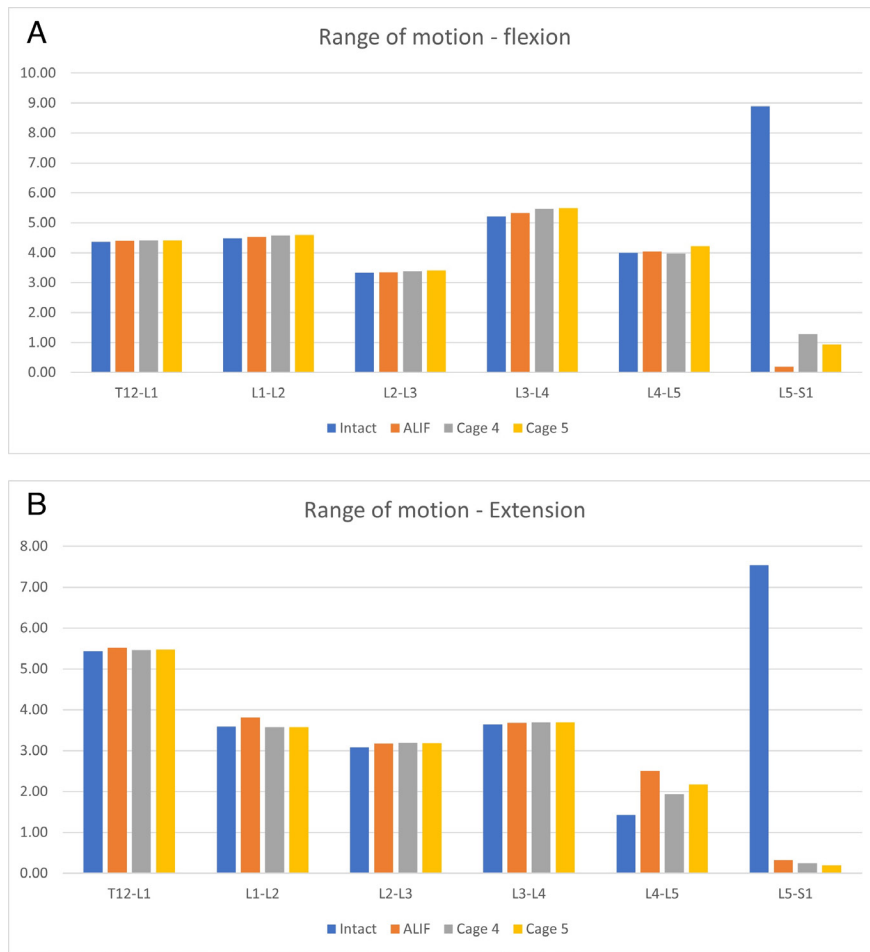 A
Range of motion - flexion
10.00
9.00
8.00
7.00
6.00
5.00
4.00
3.00
2.00
1.00
0.00
T12-L1 L1-L2 L2-L3 L3-L4 L4-L5 L5-S1
Intact ALIF Cage 4 Cage 5
B
Range of motion - Extension
8.00
7.00
6.00
5.00
4.00
3.00
2.00
1.00
0.00
T12-L1 L1-L2 L2-L3 L3-L4 L4-L5 L5-S1
Intact ALIF Cage 4 Cage 5